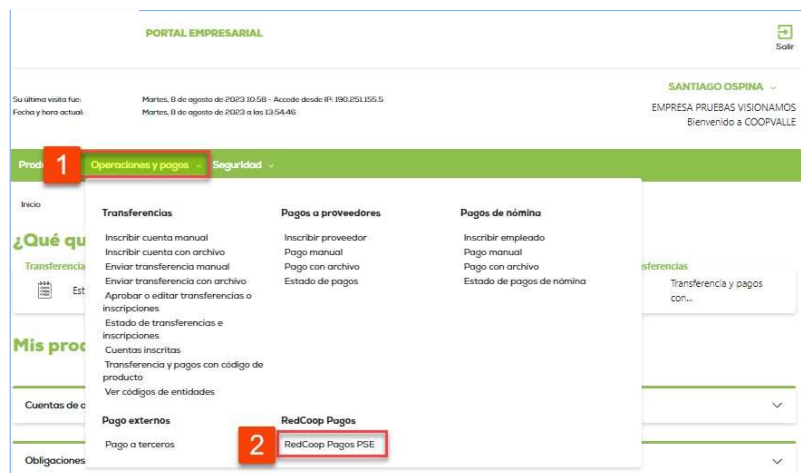 PORTAL EMPRESARIAL
Salir
Su última visita fue: Martes, 8 de agosto de 2023 10:58 - Accede desde IP: 190.251.155.5
Fecha y hora actual: Martes, 8 de agosto de 2023 a las 13:54:46
SANTIAGO OSPINA
EMPRESA PRUEBAS VISIONAMOS
Bienvenido a COOPVALLE
Prod 1 Operaciones y pagos Seguridad
Inicio
¿Qué qu
Transferencia
Est
Transferencias
Inscribir cuenta manual
Inscribir cuenta con archivo
Enviar transferencia manual
Enviar transferencia con archivo
Aprobar o editar transferencias o
inscripciones
Estado de transferencias e
inscripciones
Cuentas inscritas
Transferencia y pagos con código de
producto
Ver códigos de entidades
Pagos a proveedores
Inscribir proveedor
Pago manual
Pago con archivo
Estado de pagos
Pagos de nómina
Inscribir empleado
Pago manual
Pago con archivo
Estado de pagos de nómina
sferencias
Transferencia y pagos
con...
Mis prod
Cuentas de a
Pago externos
Pago a terceros
RedCoop Pagos
2 RedCoop Pagos PSE
Obligaciones